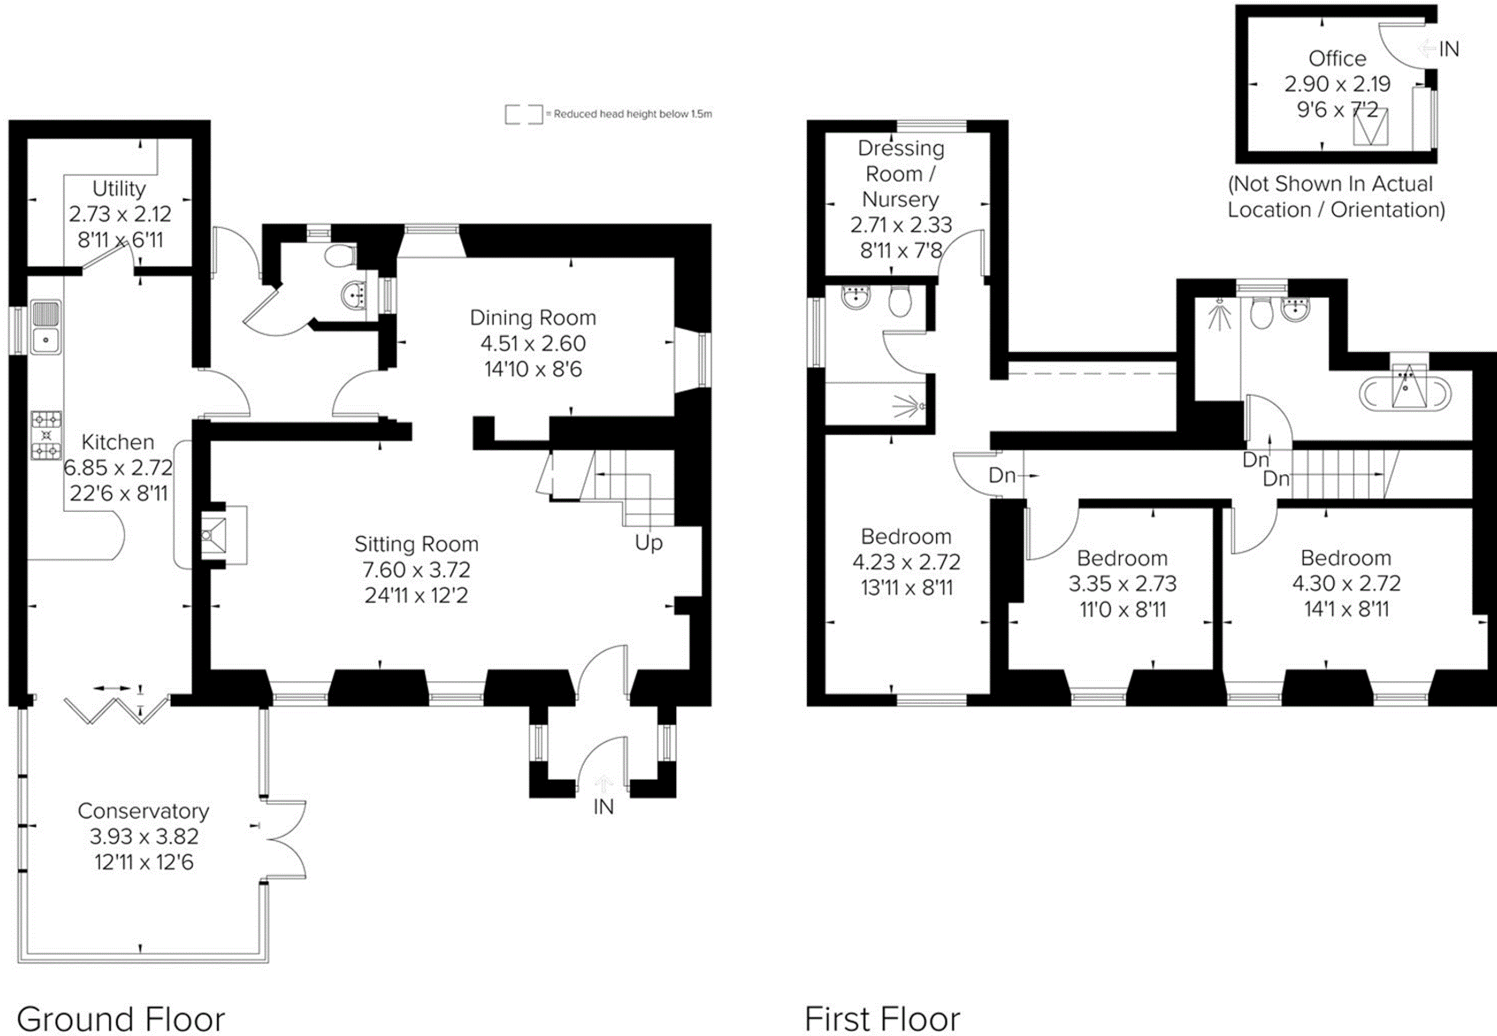 = Reduced head height below 1.5m
Utility
2.73 x 2.12
8'11 x 6'11
Dining Room
4.51 x 2.60
14'10 x 8'6
Kitchen
6.85 x 2.72
22'6 x 8'11
Sitting Room
7.60 x 3.72
24'11 x 12'2
Up
IN
Conservatory
3.93 x 3.82
12'11 x 12'6
Ground Floor
Office
2.90 x 2.19
9'6 x 7'2
IN
(Not Shown In Actual
Location / Orientation)
Dressing
Room /
Nursery
2.71 x 2.33
8'11 x 7'8
Dn
Dn
Dn
Bedroom
4.23 x 2.72
13'11 x 8'11
Bedroom
3.35 x 2.73
11'0 x 8'11
Bedroom
4.30 x 2.72
14'1 x 8'11
First Floor